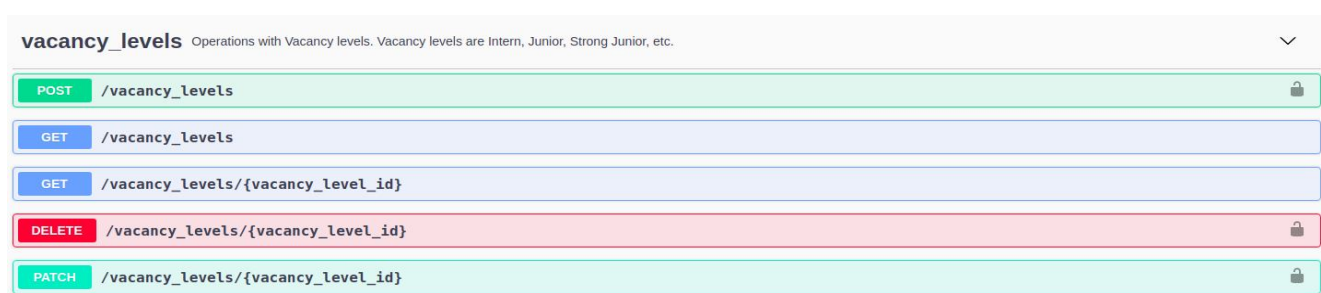 vacancy_levels Operations with Vacancy levels. Vacancy levels are Intern, Junior, Strong Junior, etc.
POST /vacancy_levels
GET /vacancy_levels
GET /vacancy_levels/{vacancy_level_id}
DELETE /vacancy_levels/{vacancy_level_id}
PATCH /vacancy_levels/{vacancy_level_id}